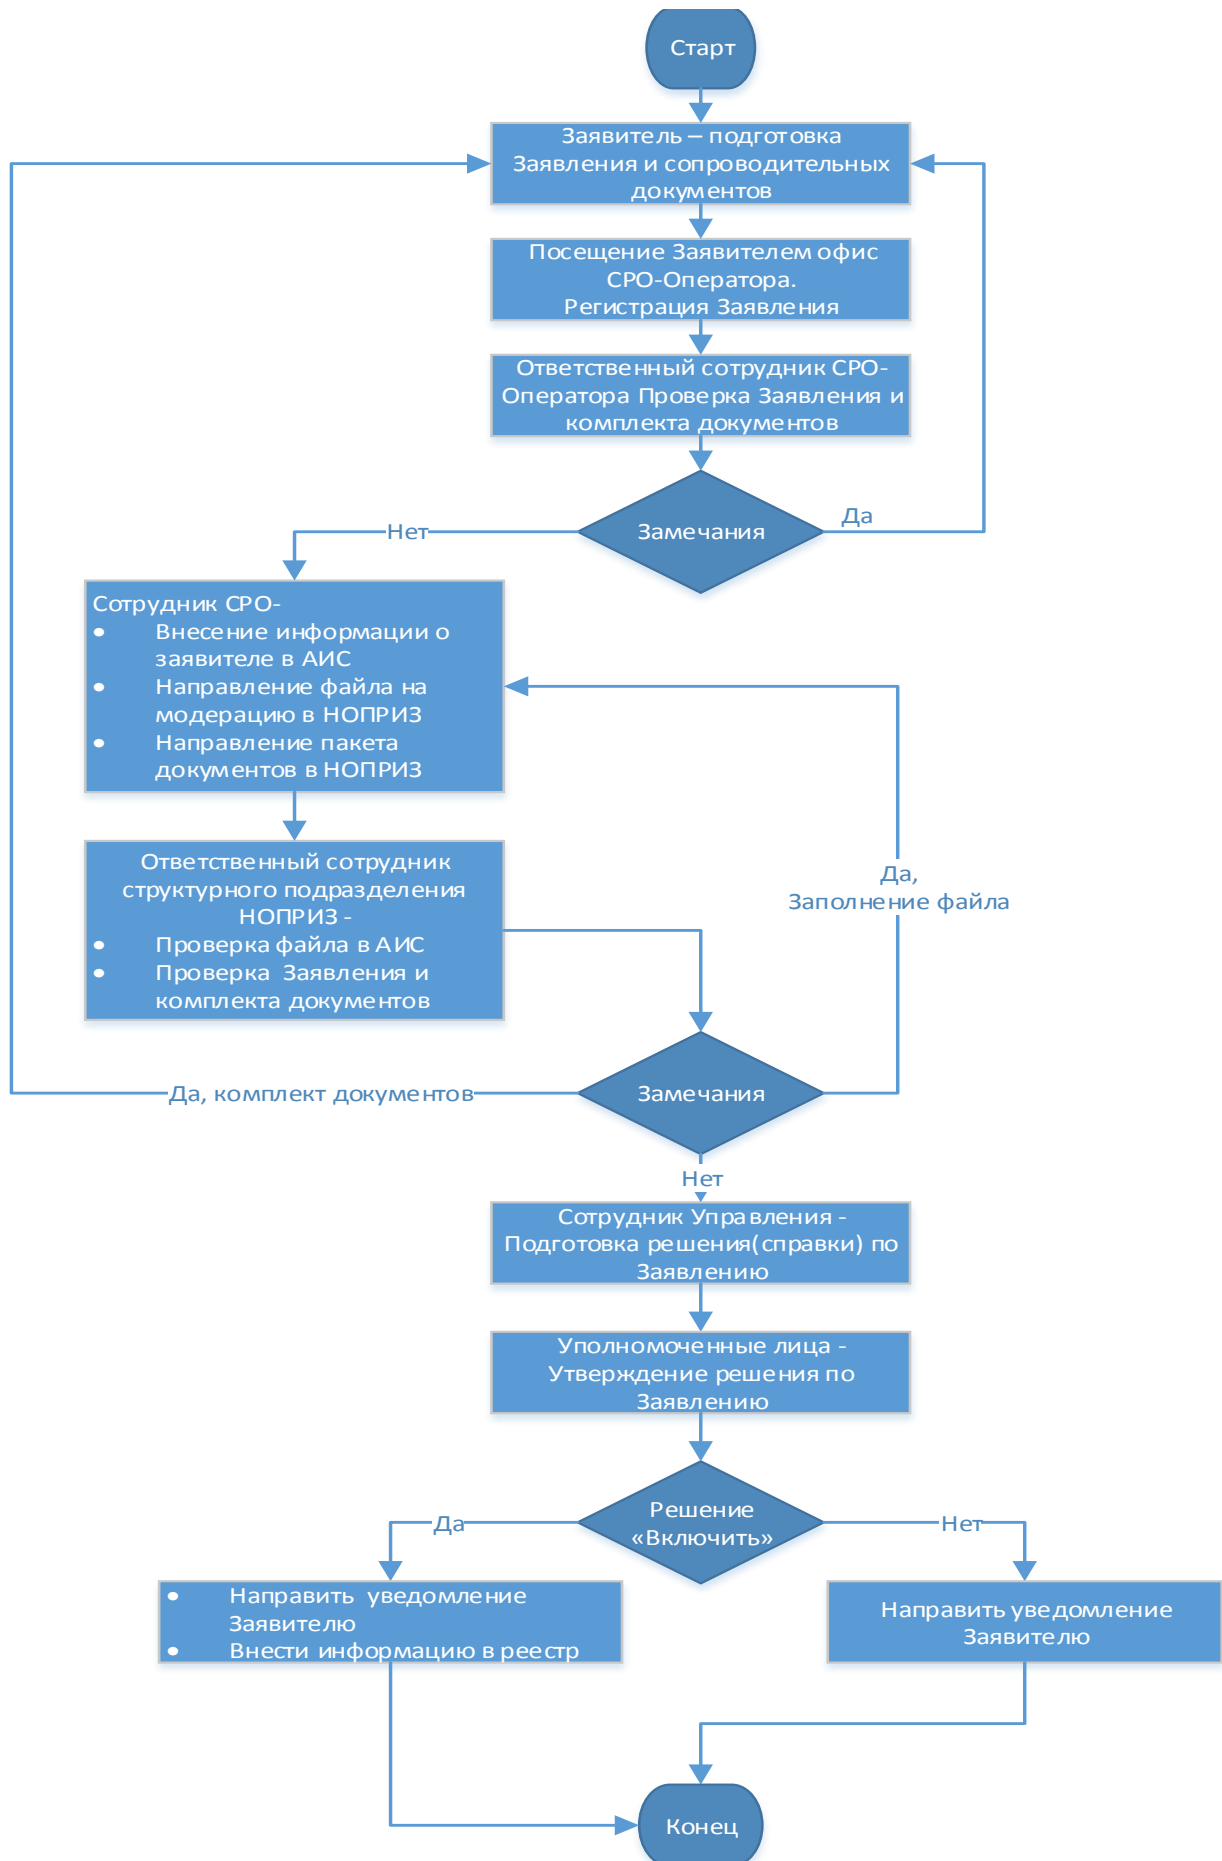 Старт
Заявитель – подготовка
Заявления и сопроводительных
документов
Посещение Заявителем офис
СРО-Оператора.
Регистрация Заявления
Ответственный сотрудник СРО-
Оператора Проверка Заявления и
комплекта документов
Замечания
Да
Нет
Сотрудник СРО-
• Внесение информации о
заявителе в АИС
• Направление файла на
модерацию в НОПРИЗ
• Направление пакета
документов в НОПРИЗ
Ответственный сотрудник
структурного подразделения
НОПРИЗ -
• Проверка файла в АИС
• Проверка Заявления и
комплекта документов
Да,
Заполнение файла
Да, комплект документов
Замечания
Нет
Сотрудник Управления -
Подготовка решения(справки) по
Заявлению
Уполномоченные лица -
Утверждение решения по
Заявлению
Решение
«Включить»
Да
Нет
• Направить уведомление
Заявителю
• Внести информацию в реестр
Направить уведомление
Заявителю
Конец